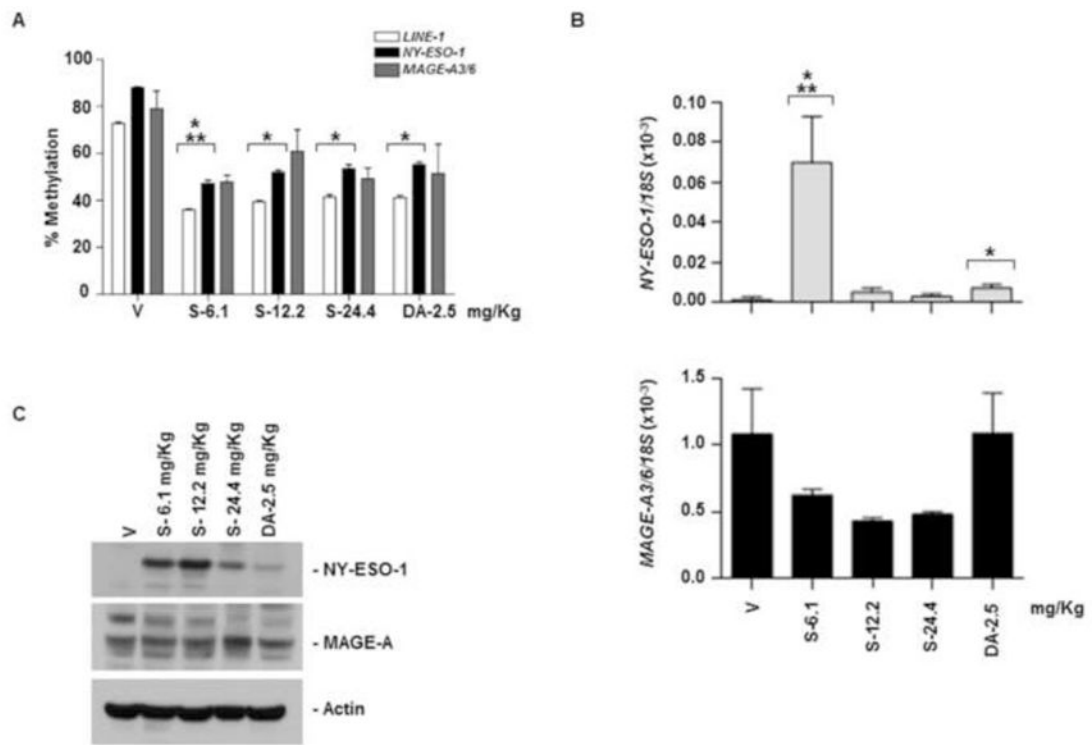 A
LINE-1
NY-ESO-1
MAGE-A3/6
% Methylation
100
80
60
40
20
0
*
**
*
*
*
V
S-6.1
S-12.2
S-24.4
DA-2.5
mg/Kg
B
NY-ESO-1/18S (x10⁻³)
0.10
0.08
0.06
0.04
0.02
0.00
*
**
*
MAGE-A3/6/18S (x10⁻³)
1.5
1.0
0.5
0.0
V
S-6.1
S-12.2
S-24.4
DA-2.5
mg/Kg
C
V
S- 6.1 mg/Kg
S- 12.2 mg/Kg
S- 24.4 mg/Kg
DA-2.5 mg/Kg
- NY-ESO-1
- MAGE-A
- Actin